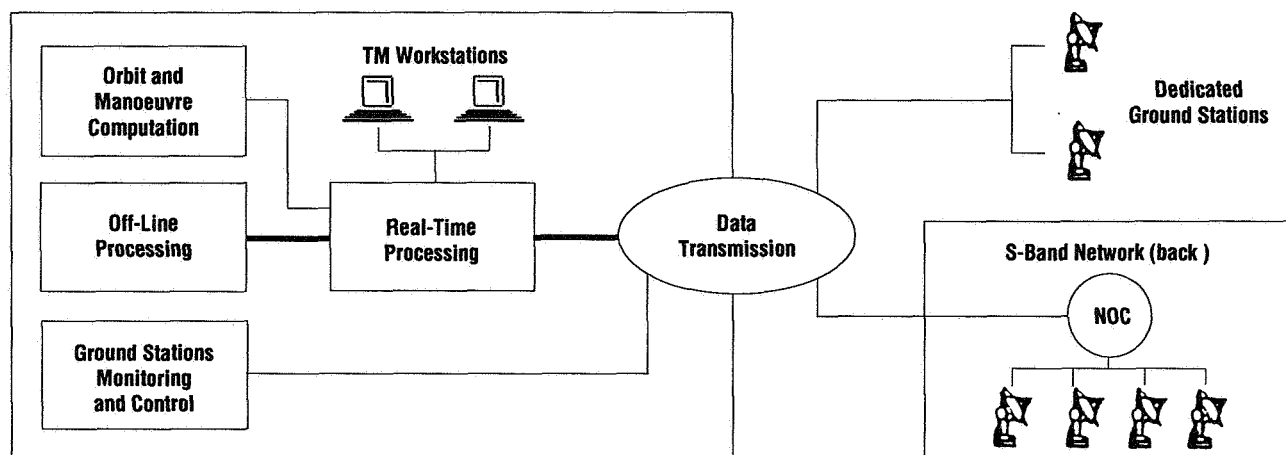 Orbit and
Manoeuvre
Computation
TM Workstations
Off-Line
Processing
Real-Time
Processing
Ground Stations
Monitoring
and Control
Data
Transmission
Dedicated
Ground Stations
S-Band Network (back )
NOC